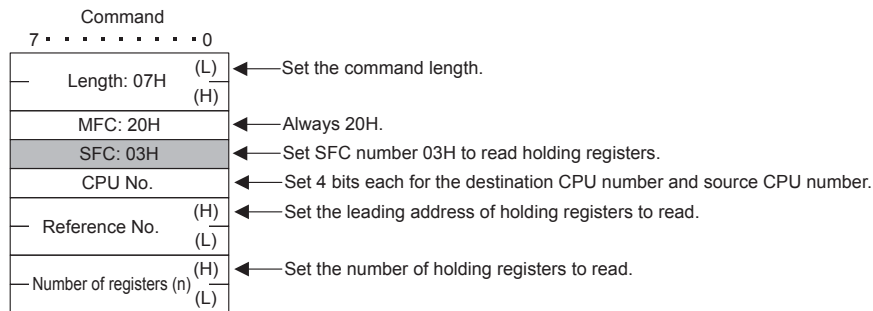 Command
7 • • • • • • • • • 0
Length: 07H (L) Set the command length.
(H)
MFC: 20H Always 20H.
SFC: 03H Set SFC number 03H to read holding registers.
CPU No. Set 4 bits each for the destination CPU number and source CPU number.
Reference No. (H) Set the leading address of holding registers to read.
(L)
Number of registers (n) (H) Set the number of holding registers to read.
(L)